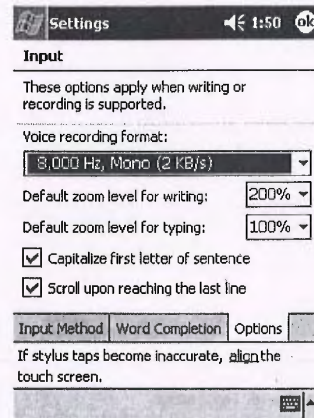 Settings 1:50 ok
Input
These options apply when writing or
recording is supported.
Voice recording format:
8,000 Hz, Mono (2 KB/s)
Default zoom level for writing: 200%
Default zoom level for typing: 100%
Capitalize first letter of sentence
Scroll upon reaching the last line
Input Method Word Completion Options
If stylus taps become inaccurate, align the
touch screen.